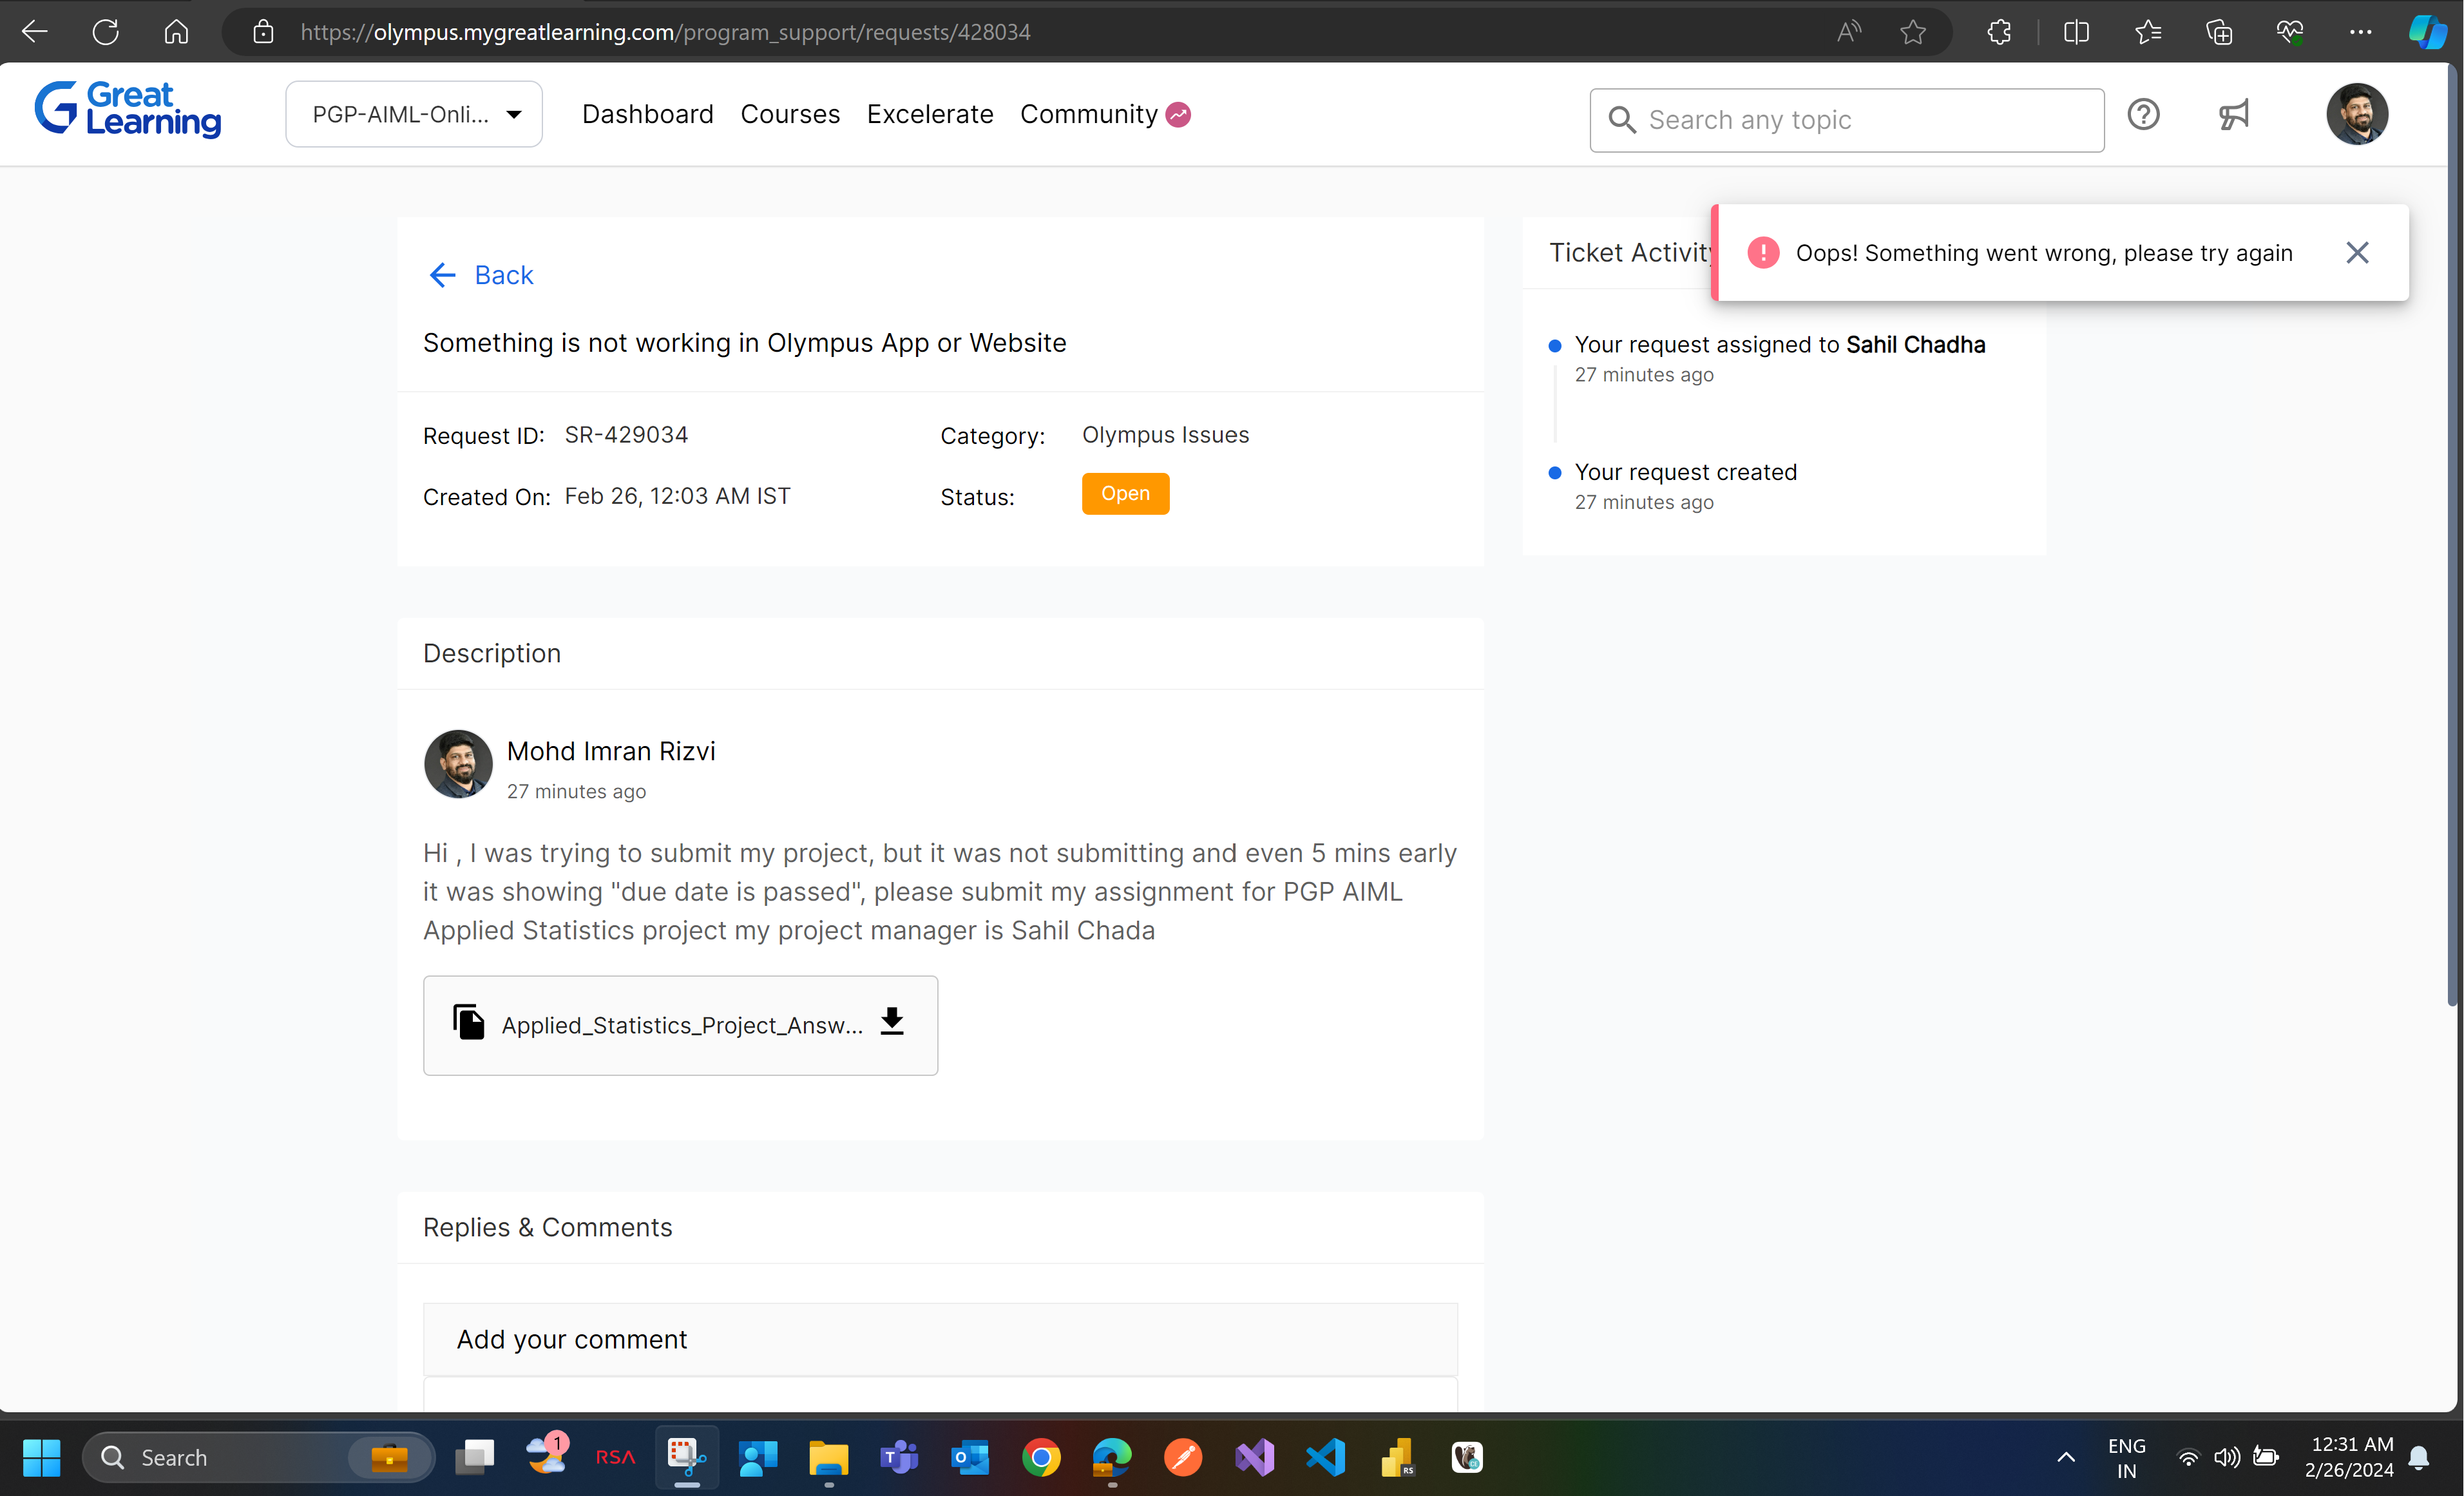 https://olympus.mygreatlearning.com/program_support/requests/428034
Great
Learning
PGP-AIML-Onli...
Dashboard
Courses
Excelerate
Community
Search any topic
Back
Something is not working in Olympus App or Website
Request ID: SR-429034
Category: Olympus Issues
Created On: Feb 26, 12:03 AM IST
Status: Open
Ticket Activity
Oops! Something went wrong, please try again
Your request assigned to Sahil Chadha
27 minutes ago
Your request created
27 minutes ago
Description
Mohd Imran Rizvi
27 minutes ago
Hi , I was trying to submit my project, but it was not submitting and even 5 mins early
it was showing "due date is passed", please submit my assignment for PGP AIML
Applied Statistics project my project manager is Sahil Chada
Applied_Statistics_Project_Answ...
Replies & Comments
Add your comment
Search
1
RSA
RS
ENG
IN
12:31 AM
2/26/2024